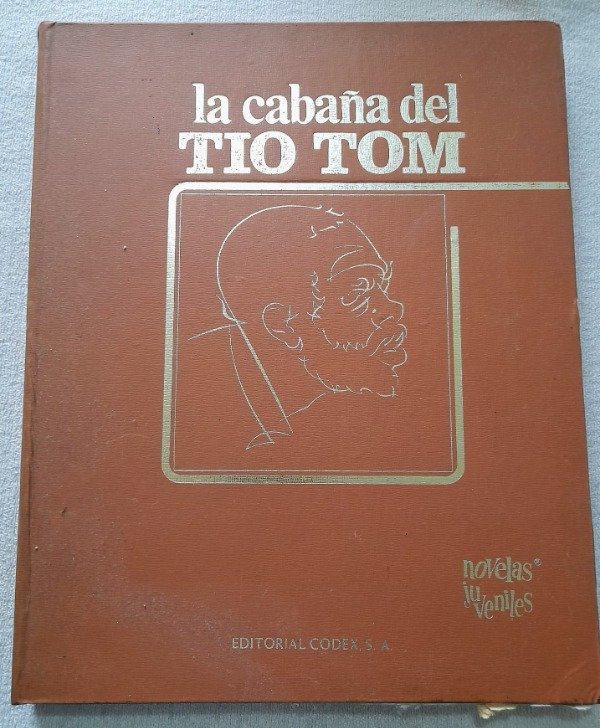 la cabaña del
TIO TOM
novelas®
juveniles
EDITORIAL CODEX, S. A.